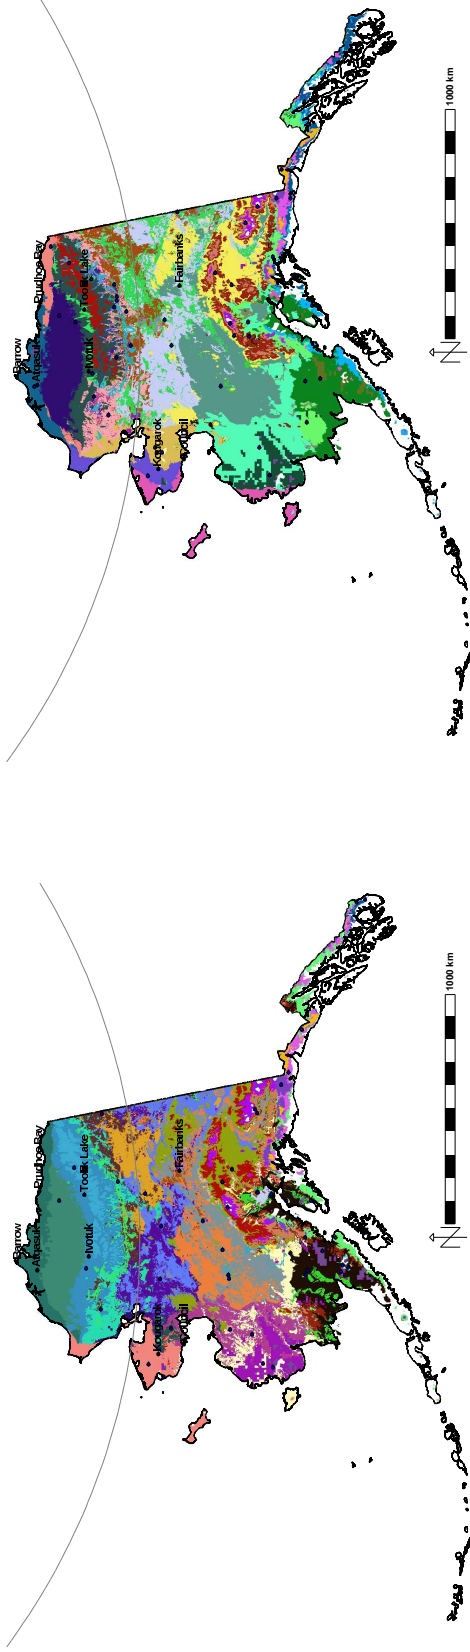 Barrow
Atqasuk
Prudhoe Bay
Toolik Lake
Ivotuk
Kougarok
Council
Fairbanks
N
1000 km
Barrow
Atqasuk
Prudhoe Bay
Toolik Lake
Ivotuk
Kougarok
Council
Fairbanks
N
1000 km